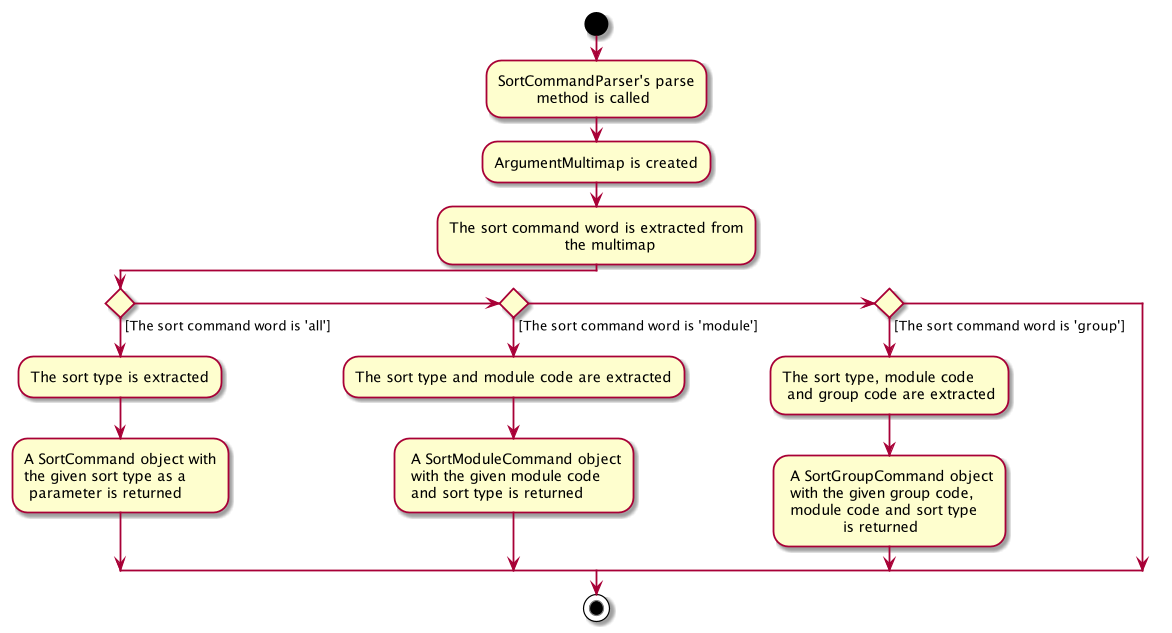 SortCommandParser's parse
method is called
ArgumentMultimap is created
The sort command word is extracted from
the multimap
[The sort command word is 'all']
[The sort command word is 'module']
[The sort command word is 'group']
The sort type is extracted
A SortCommand object with
the given sort type as a
parameter is returned
The sort type and module code are extracted
A SortModuleCommand object
with the given module code
and sort type is returned
The sort type, module code
and group code are extracted
A SortGroupCommand object
with the given group code,
module code and sort type
is returned